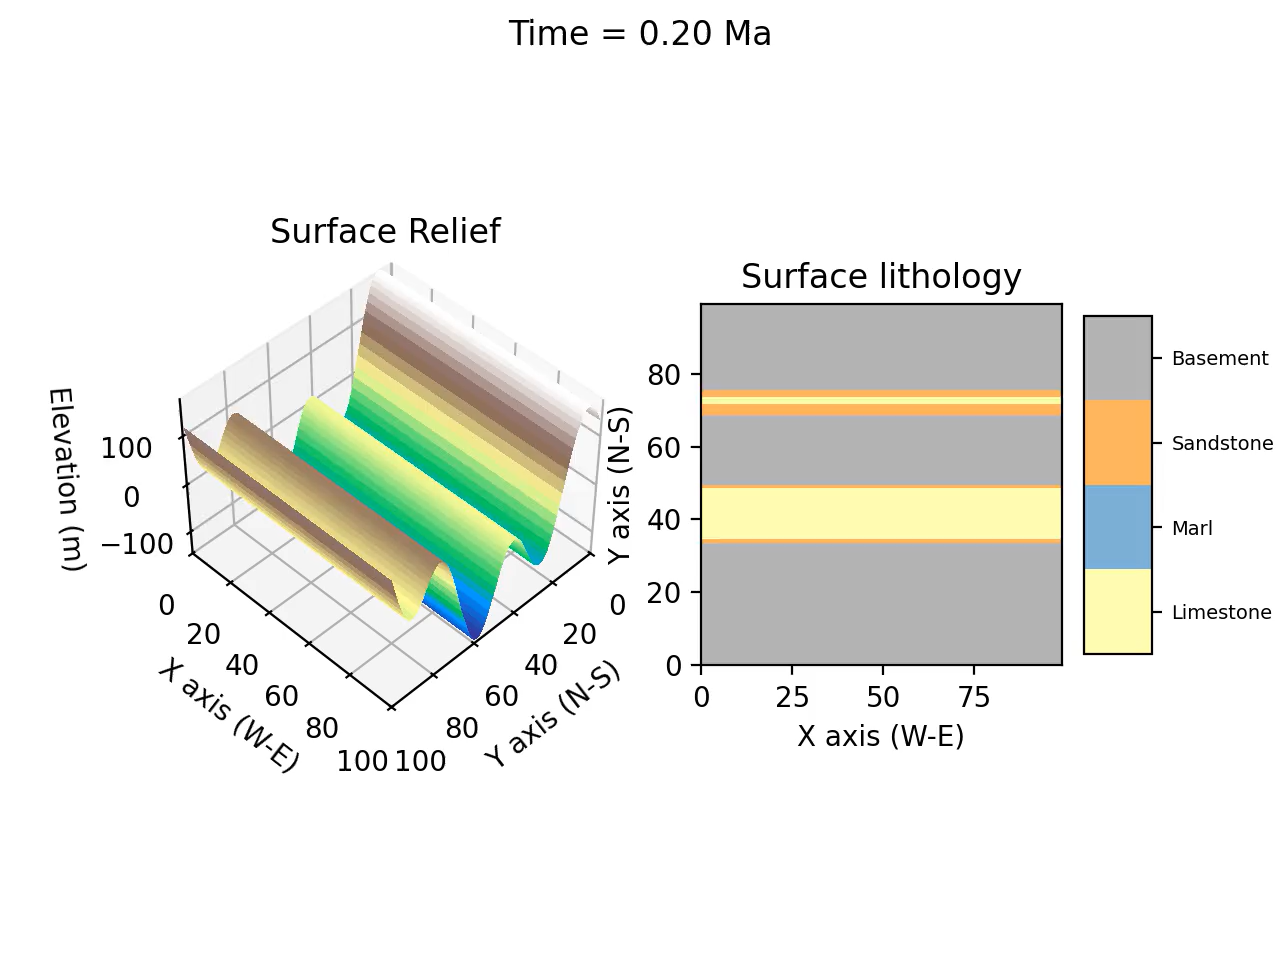 Time = 0.20 Ma
Surface Relief
Elevation (m)
100
0
−100
0
20
40
60
80
100
X axis (W-E)
100
80
60
40
20
0
Y axis (N-S)
Surface lithology
Y axis (N-S)
80
60
40
20
0
0 25 50 75
X axis (W-E)
Basement
Sandstone
Marl
Limestone